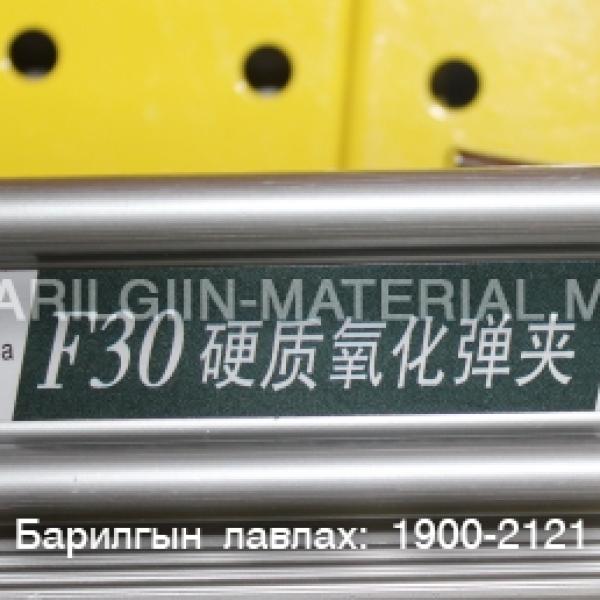 ARILGIIN-MATERIAL.M
a F30 硬质氧化弹夹
Барилгын лавлах: 1900-2121